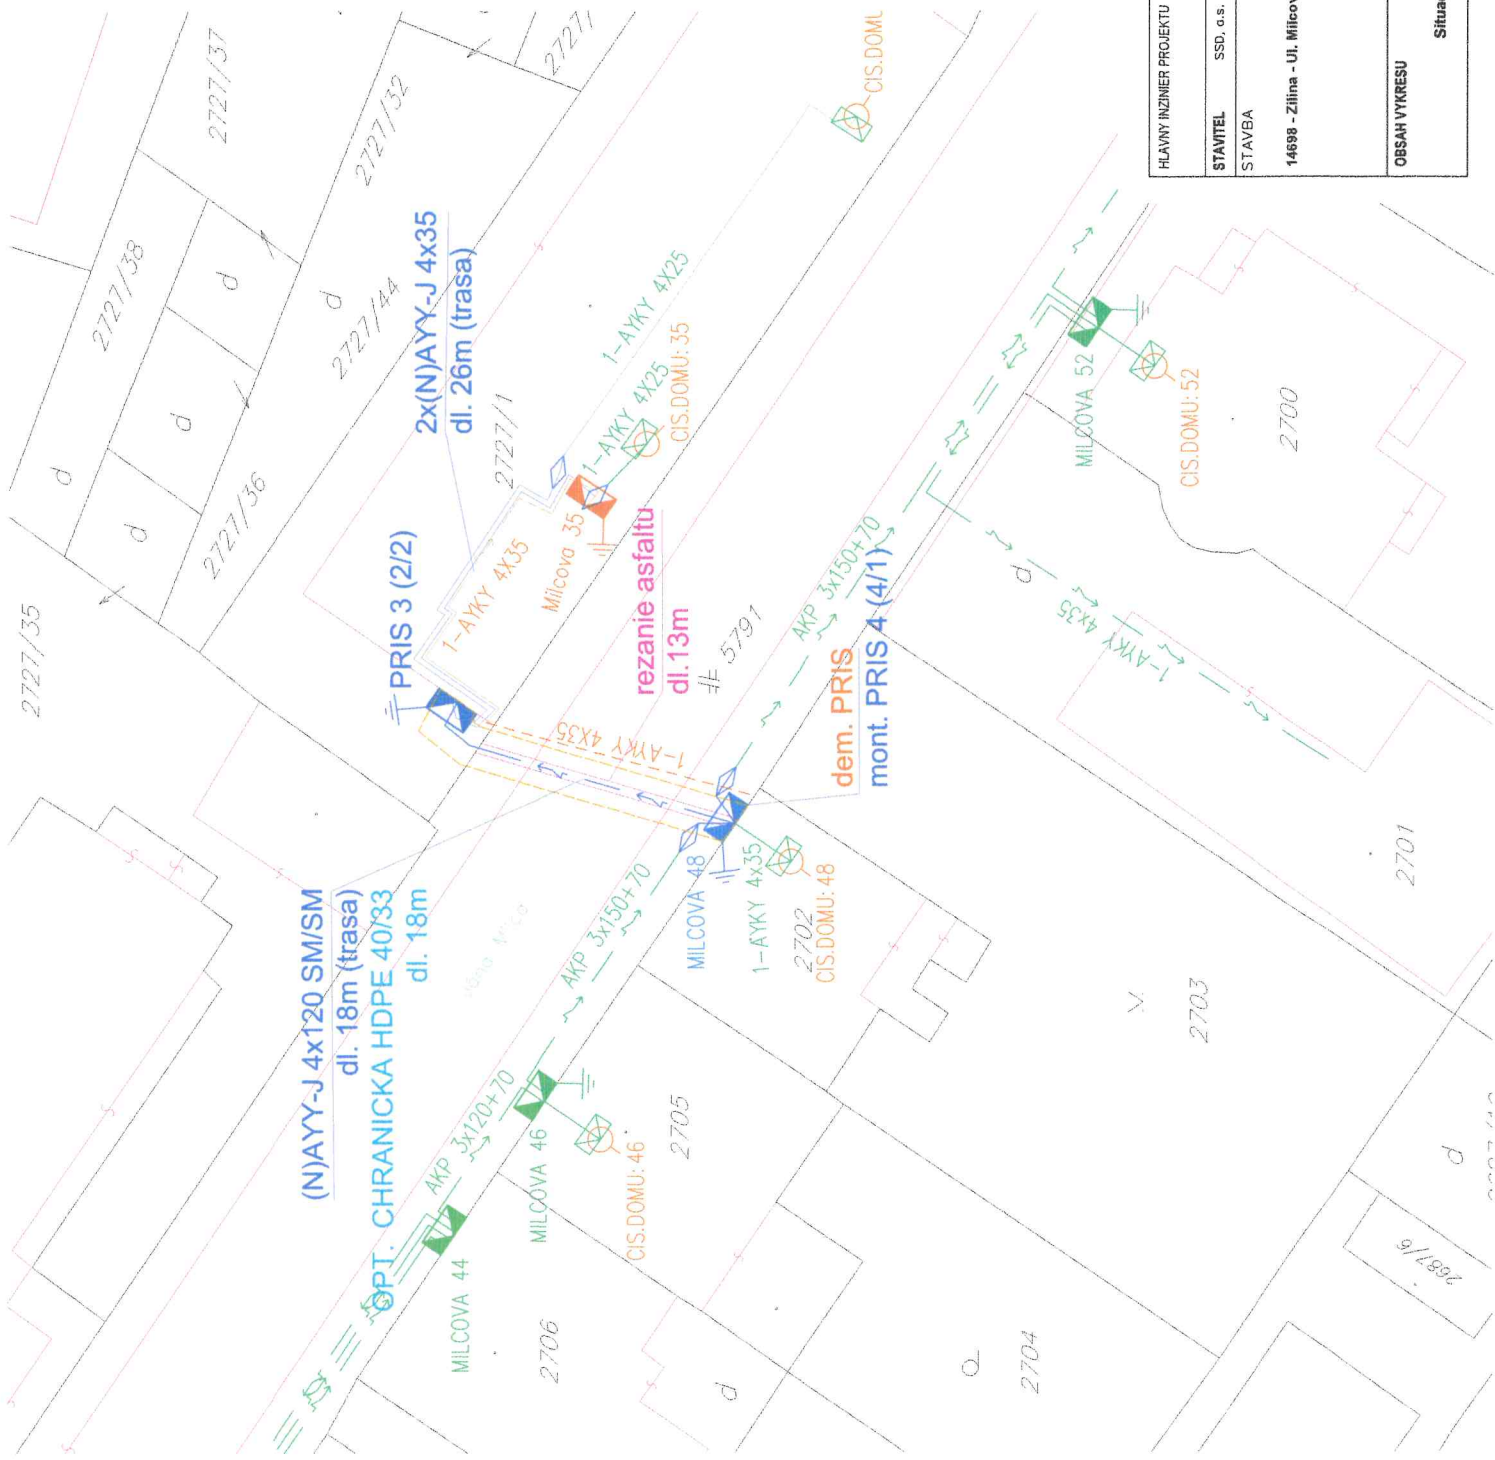 2727/35
2727/37
2727/38
2727/32
d
d
d
d
d
2727/44
2727/36
2x(N)AYY-J 4x35
dl. 26m (trasa)
2727/1
PRIS 3 (2/2)
1-AYKY 4X35
Milcova 35
1-AYKY 4X25
1-AYKY 4X25
CIS.DOMU: 35
rezanie asfaltu
dl.13m
5791
1-AYKY 4X35
(N)AYY-J 4x120 SM/SM
dl. 18m (trasa)
OPT. CHRANICKA HDPE 40/33
dl. 18m
dem. PRIS
mont. PRIS 4 (4/1)
AKP 3x150+70
AKP 3x150+70
AKP 3x120+70
MILCOVA 44
MILCOVA 46
CIS.DOMU: 46
MILCOVA 48
1-AYKY 4x35
2702
CIS.DOMU: 48
MILCOVA 52
CIS.DOMU: 52
1-AYKY 4x35
d
2700
2701
2703
2705
2706
d
2704
d
2687/6
HLAVNY INZINIER PROJEKTU
STAVITEL SSD, a.s.
STAVBA
14698 - Zilina - Ul.
OBSAH VYKRESU